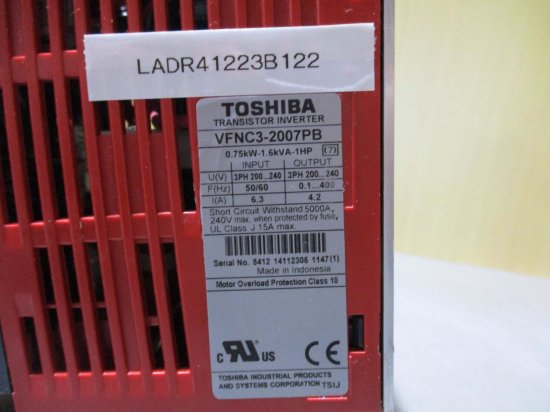 LADR41223B122
TOSHIBA
TRANSISTOR INVERTER
VFNC3-2007PB
0.75kW-1.6kVA-1HP (7)
INPUT OUTPUT
U(V) 3PH 200...240 3PH 200...240
F(Hz) 50/60 0.1...400
I(A) 6.3 4.2
Short Circuit Withstand 5000A,
240V max. when protected by fuse,
UL Class J 15A max.
Serial No. 8412 14112306 1147(1)
Made in Indonesia
Motor Overload Protection Class 10
c RU US CE
TOSHIBA INDUSTRIAL PRODUCTS
AND SYSTEMS CORPORATION TSIJ